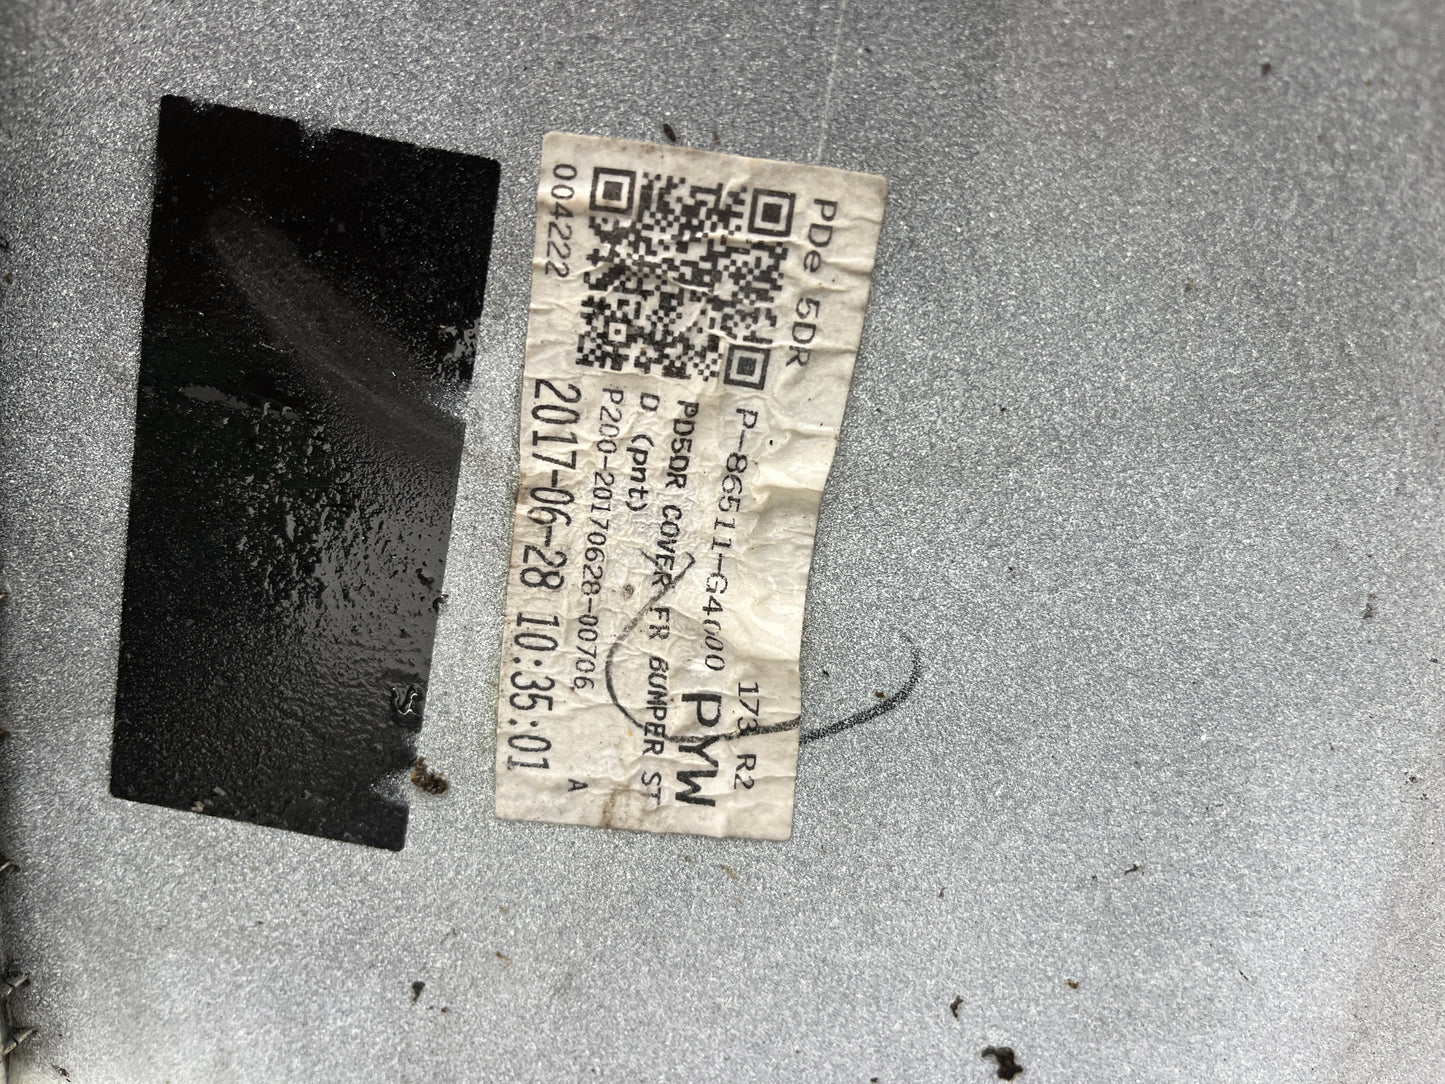 PDe 5DR
173 R2
P-86511-G4000 PYW
PD5DR COVER FR BUMPER ST
D (pnt)
P200-20170628-00706
A
004222
2017-06-28 10:35:01